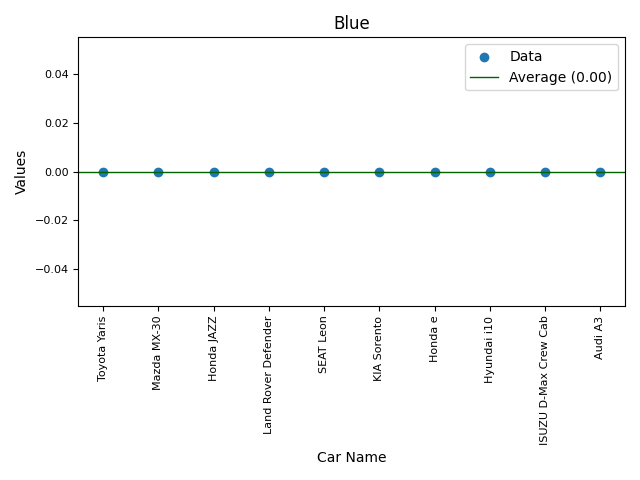 Blue
Data
Average (0.00)
Values
0.04
0.02
0.00
−0.02
−0.04
Toyota Yaris
Mazda MX-30
Honda JAZZ
Land Rover Defender
SEAT Leon
KIA Sorento
Honda e
Hyundai i10
ISUZU D-Max Crew Cab
Audi A3
Car Name